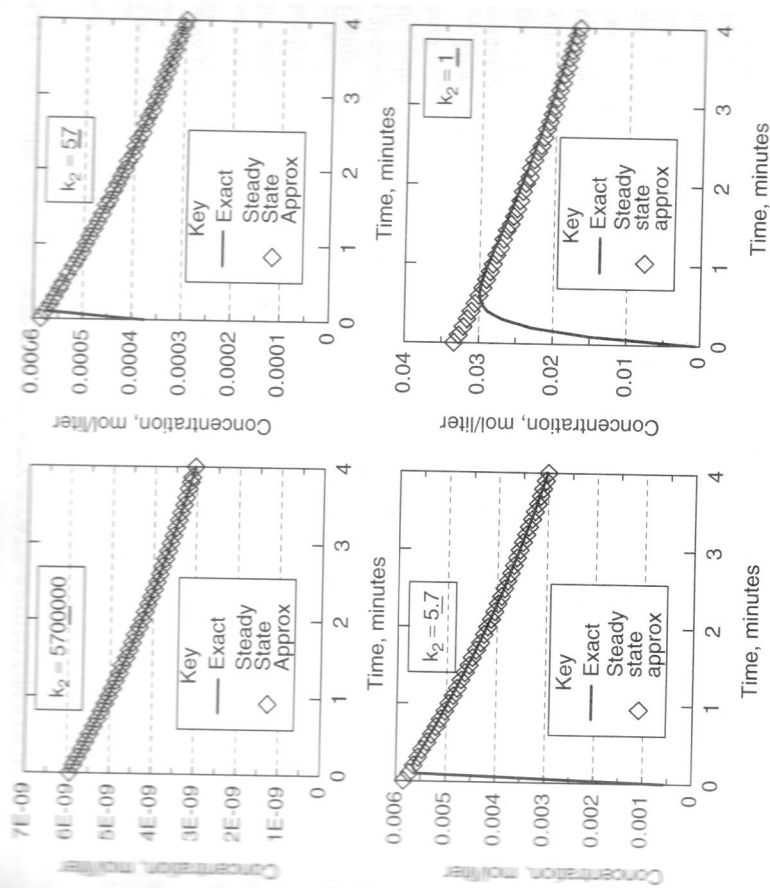 k₂ = 5700000
7E-09
6E-09
5E-09
4E-09
3E-09
2E-09
1E-09
0
Concentration, mol/liter
Key
Exact
Steady
State
Approx
0 1 2 3 4
Time, minutes
k₂ = 57
0.0006
0.0005
0.0004
0.0003
0.0002
0.0001
0
Concentration, mol/liter
Key
Exact
Steady
State
Approx
0 1 2 3 4
Time, minutes
k₂ = 5.7
0.006
0.005
0.004
0.003
0.002
0.001
0
Concentration, mol/liter
Key
Exact
Steady
state
approx
0 1 2 3 4
Time, minutes
k₂ = 1
0.04
0.03
0.02
0.01
0
Concentration, mol/liter
Key
Exact
Steady
state
approx
0 1 2 3 4
Time, minutes